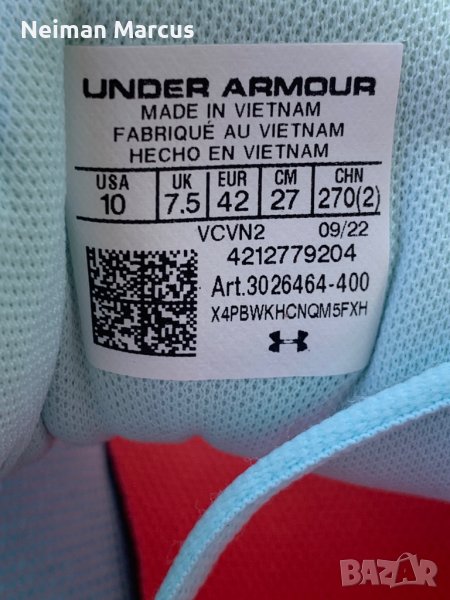 Neiman Marcus
UNDER ARMOUR
MADE IN VIETNAM
FABRIQUÉ AU VIETNAM
HECHO EN VIETNAM
USA UK EUR CM CHN
10 7.5 42 27 270(2)
VCVN2 09/22
4212779204
Art.3026464-400
X4PBWKHCNQM5FXH
BAZAR